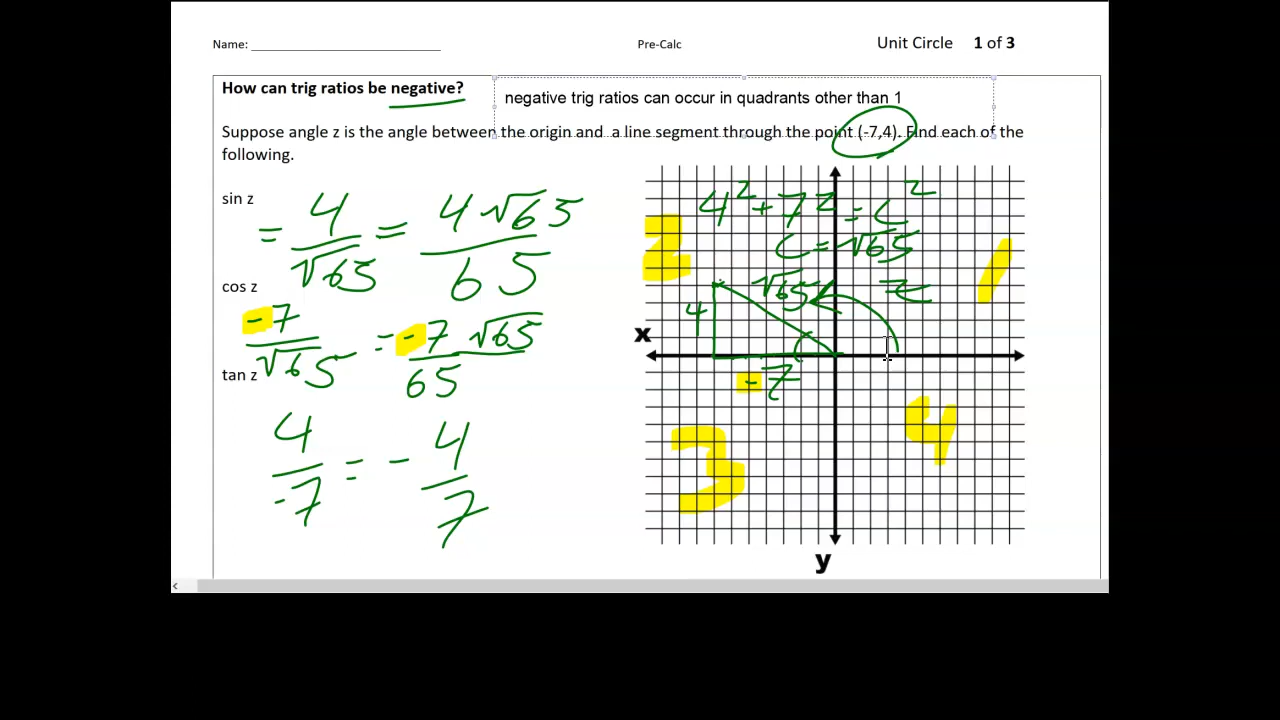 Name: ____________________________ Pre-Calc Unit Circle 1 of 3
How can trig ratios be negative?
negative trig ratios can occur in quadrants other than 1
Suppose angle z is the angle between the origin and a line segment through the point (-7,4). Find each of the
following.
sin z
= 4/√65 = 4√65/65
cos z
-7/√65 = -7√65/65
tan z
4/-7 = -4/7
4² + 7² = c²
c = √65
2
1
√65
z
4
x
-7
3
4
y